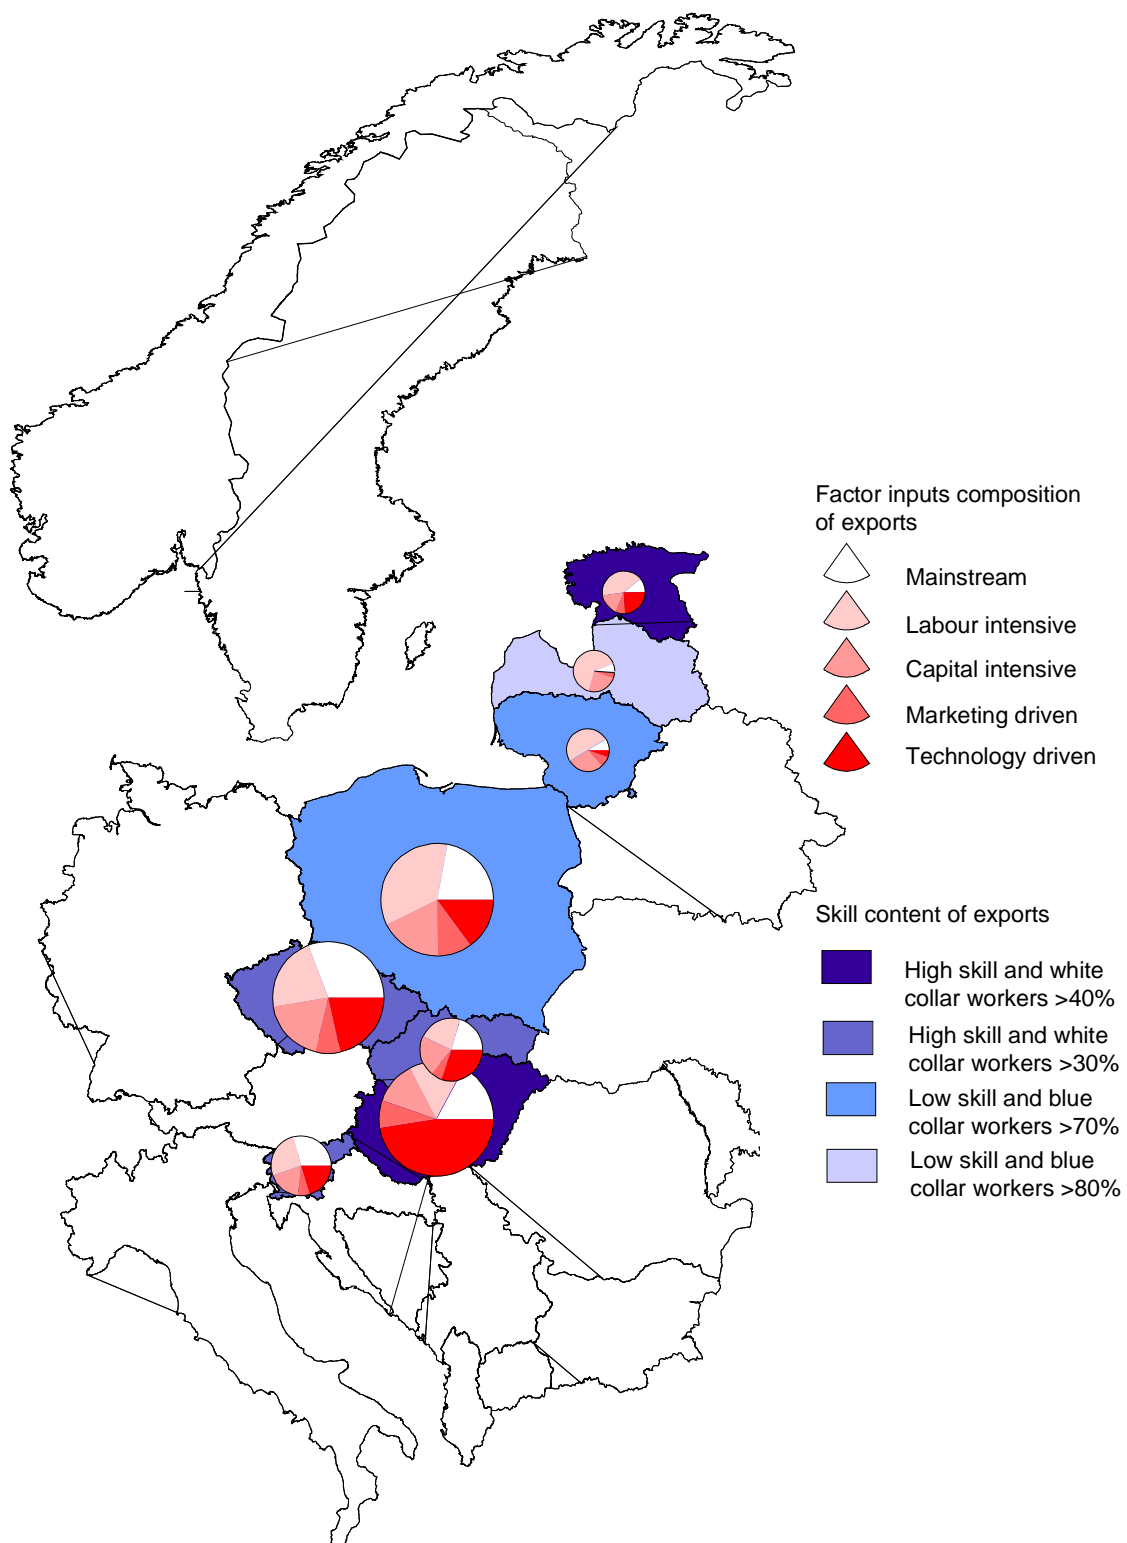 Factor inputs composition
of exports
Mainstream
Labour intensive
Capital intensive
Marketing driven
Technology driven
Skill content of exports
High skill and white
collar workers >40%
High skill and white
collar workers >30%
Low skill and blue
collar workers >70%
Low skill and blue
collar workers >80%